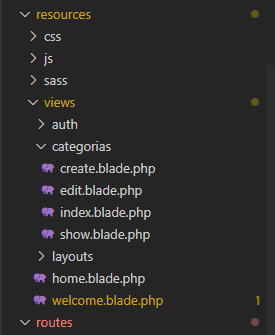 resources
css
js
sass
views
auth
categorias
create.blade.php
edit.blade.php
index.blade.php
show.blade.php
layouts
home.blade.php
welcome.blade.php 1
routes